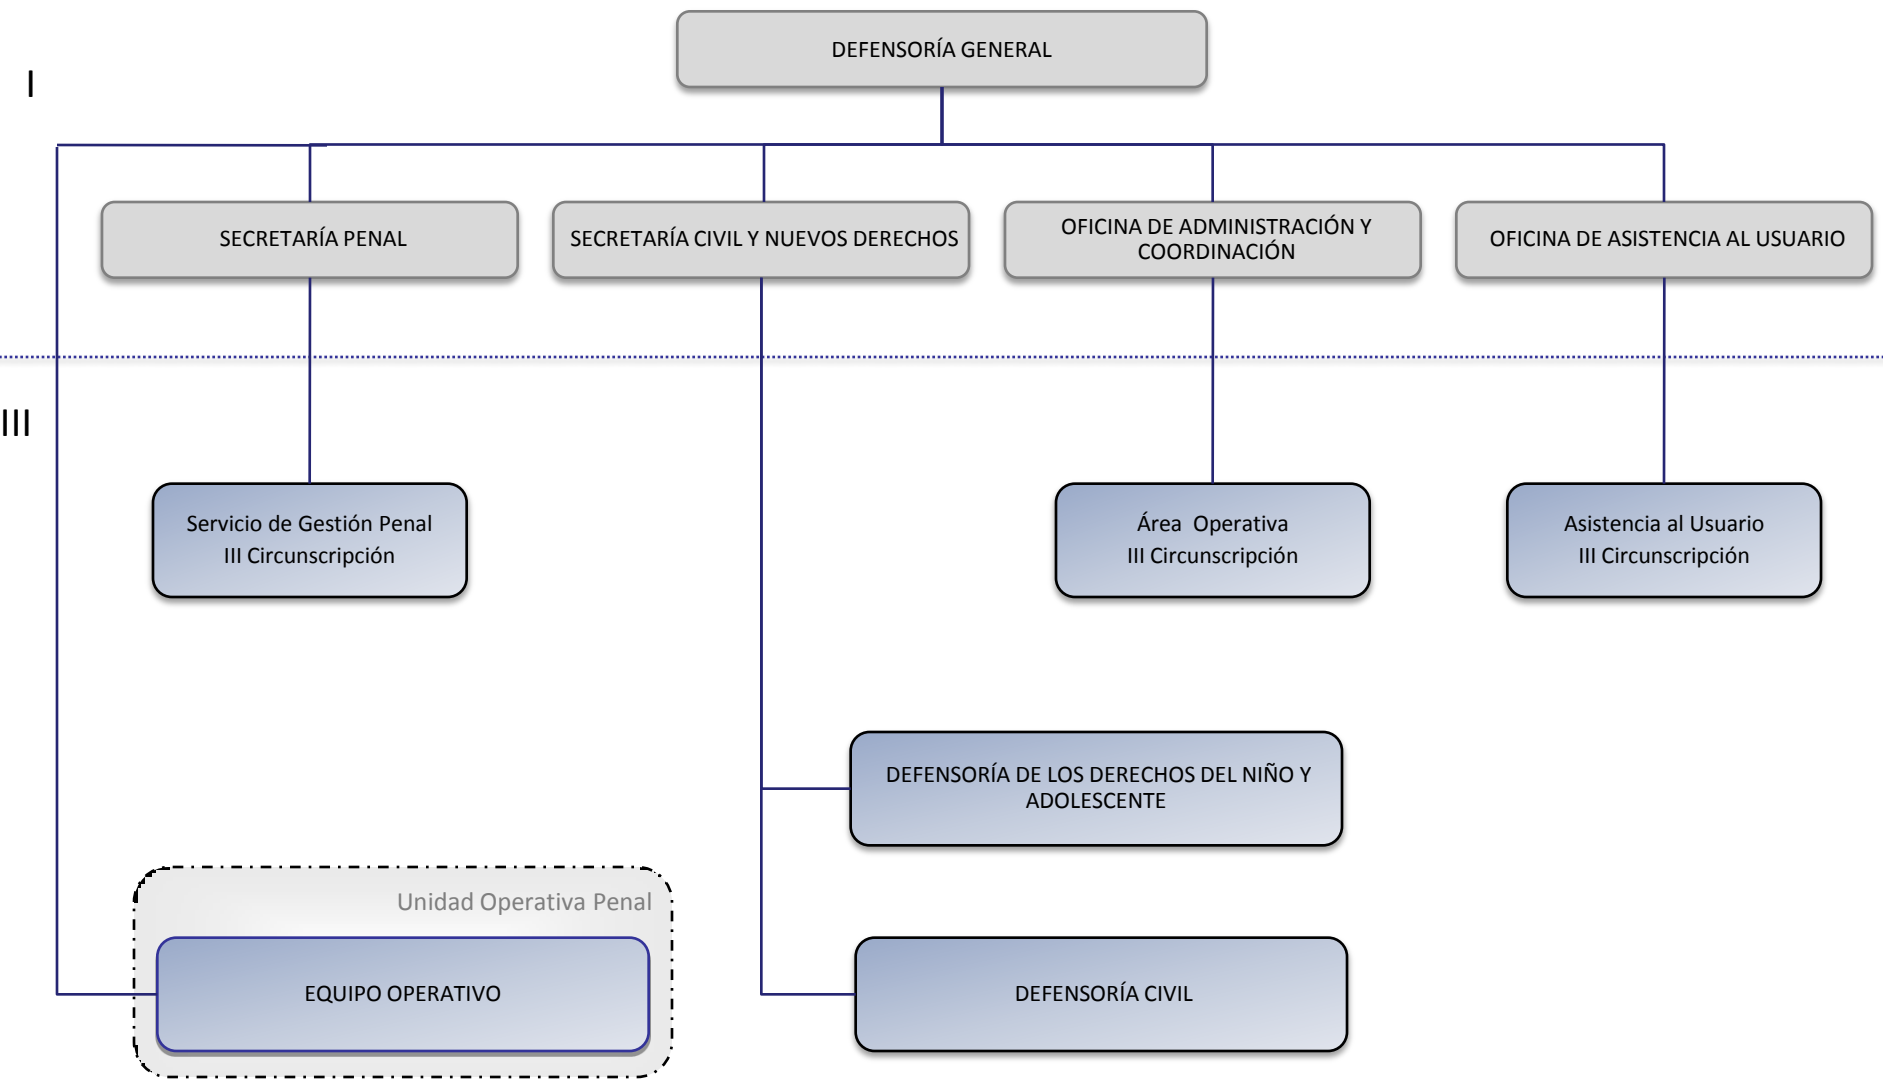 DEFENSORÍA GENERAL
I
SECRETARÍA PENAL
SECRETARÍA CIVIL Y NUEVOS DERECHOS
OFICINA DE ADMINISTRACIÓN Y
COORDINACIÓN
OFICINA DE ASISTENCIA AL USUARIO
III
Servicio de Gestión Penal
III Circunscripción
Área Operativa
III Circunscripción
Asistencia al Usuario
III Circunscripción
DEFENSORÍA DE LOS DERECHOS DEL NIÑO Y
ADOLESCENTE
Unidad Operativa Penal
EQUIPO OPERATIVO
DEFENSORÍA CIVIL